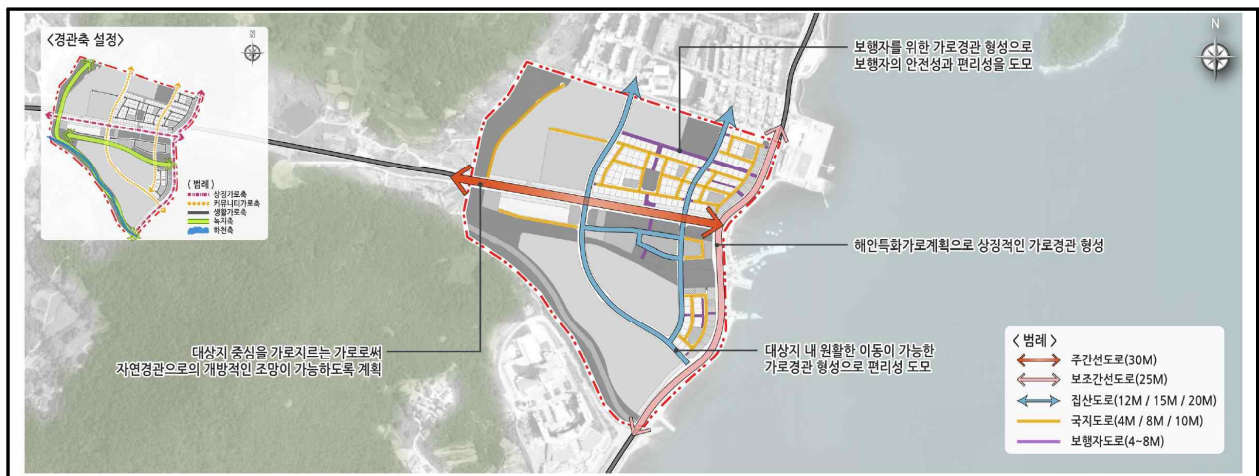 〈경관축 설정〉
N
〈범례〉
상징가로축
커뮤니티가로축
생활가로축
녹지축
하천축
보행자를 위한 가로경관 형성으로
보행자의 안전성과 편리성을 도모
N
해안특화가로계획으로 상징적인 가로경관 형성
대상지 중심을 가로지르는 가로로써
자연경관으로의 개방적인 조망이 가능하도록 계획
대상지 내 원활한 이동이 가능한
가로경관 형성으로 편리성 도모
〈 범례 〉
주간선도로(30M)
보조간선도로(25M)
집산도로(12M / 15M / 20M)
국지도로(4M / 8M / 10M)
보행자도로(4~8M)